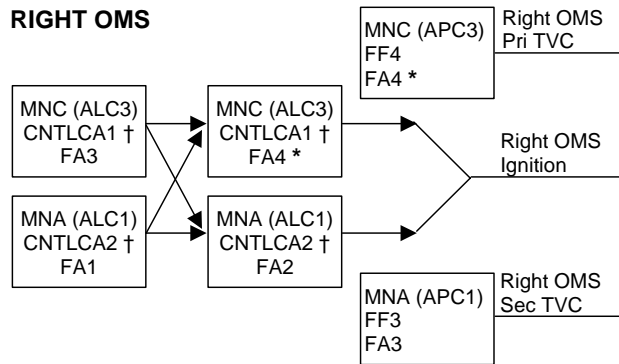 RIGHT OMS
MNC (APC3)
FF4
FA4 *
Right OMS
Pri TVC
MNC (ALC3)
CNTLCA1 †
FA3
MNC (ALC3)
CNTLCA1 †
FA4 *
Right OMS
Ignition
MNA (ALC1)
CNTLCA2 †
FA1
MNA (ALC1)
CNTLCA2 †
FA2
MNA (APC1)
FF3
FA3
Right OMS
Sec TVC